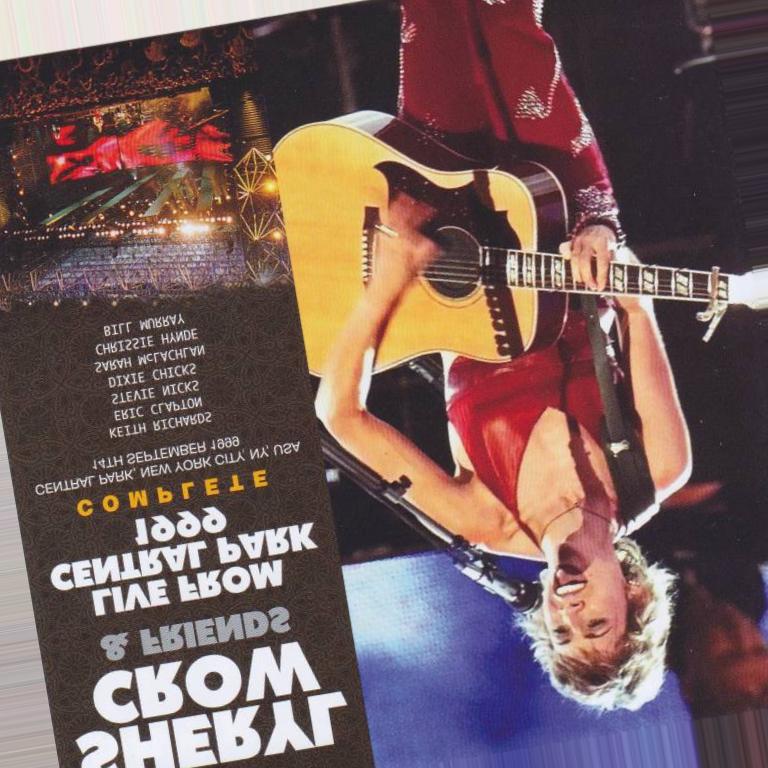 SHERYL
CROW
& FRIENDS
LIVE FROM
CENTRAL PARK
1999
COMPLETE
CENTRAL PARK, NEW YORK CITY, NY, USA
14TH SEPTEMBER 1999
KEITH RICHARDS
ERIC CLAPTON
STEVIE NICKS
DIXIE CHICKS
SARAH McLACHLAN
CHRISSIE HYNDE
BILL MURRAY